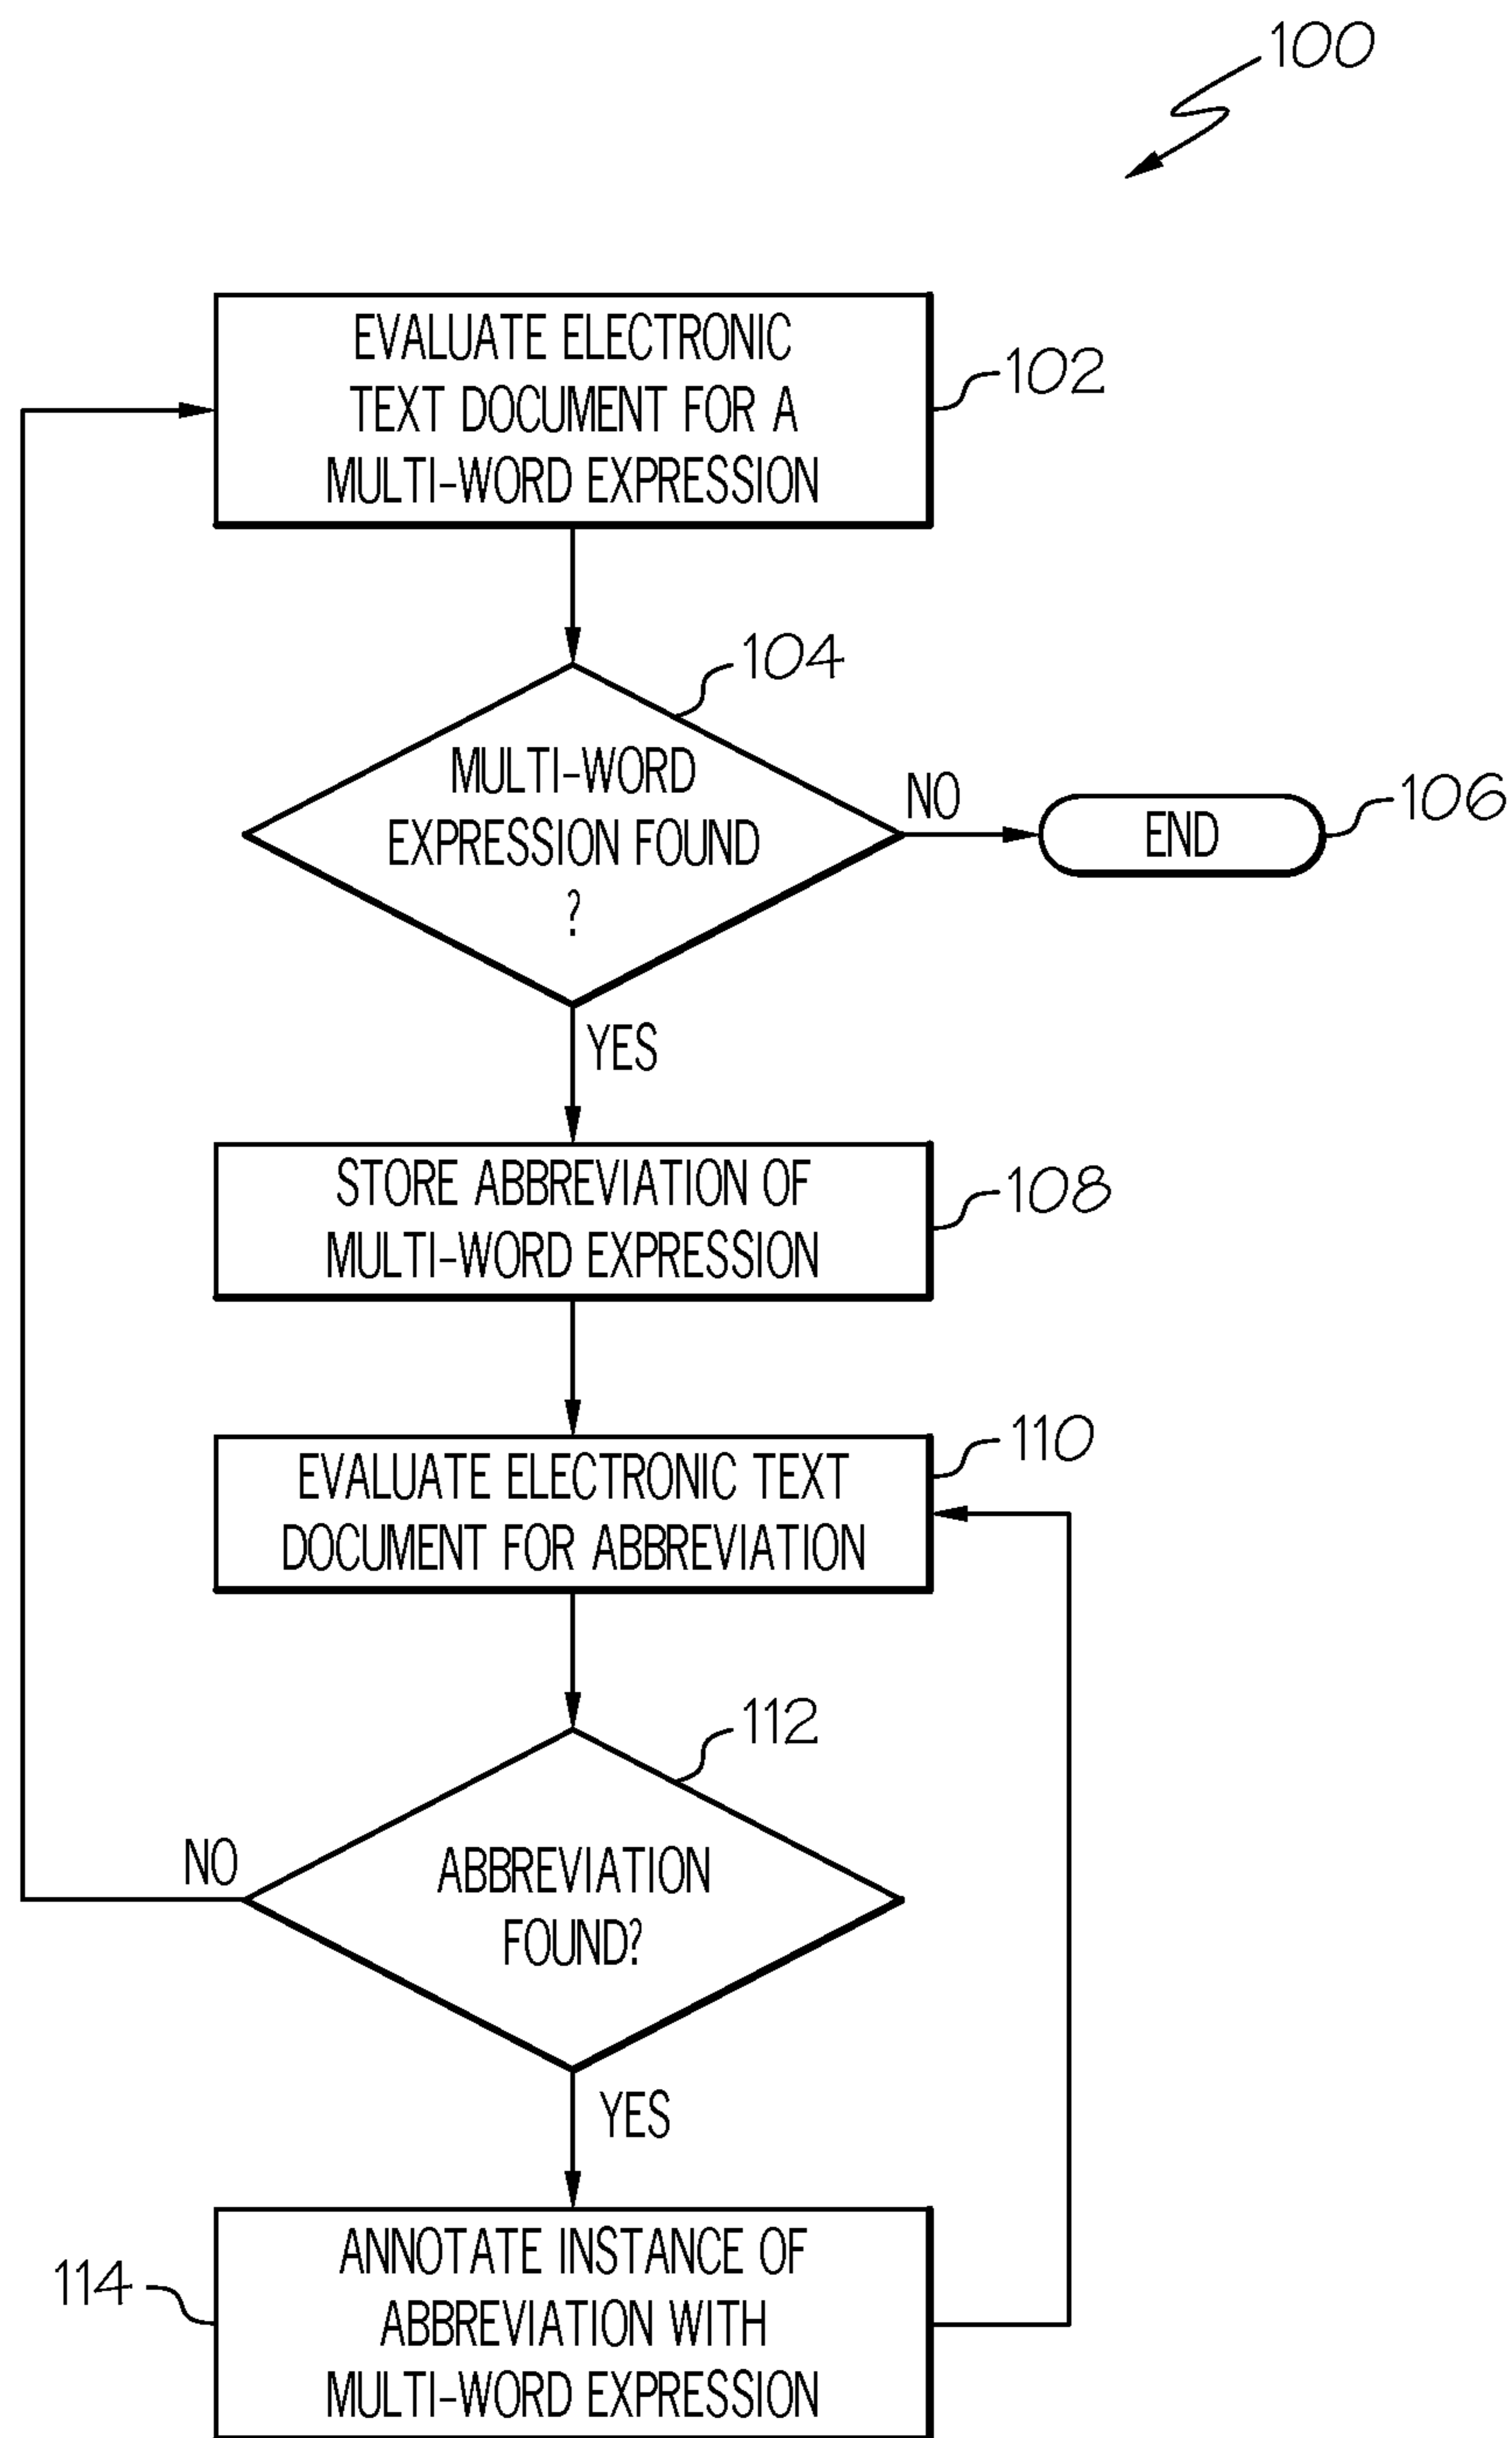 100
EVALUATE ELECTRONIC
TEXT DOCUMENT FOR A
MULTI-WORD EXPRESSION
102
104
MULTI-WORD
EXPRESSION FOUND
?
NO
END
106
YES
STORE ABBREVIATION OF
MULTI-WORD EXPRESSION
108
EVALUATE ELECTRONIC TEXT
DOCUMENT FOR ABBREVIATION
110
112
ABBREVIATION
FOUND?
NO
YES
ANNOTATE INSTANCE OF
ABBREVIATION WITH
MULTI-WORD EXPRESSION
114